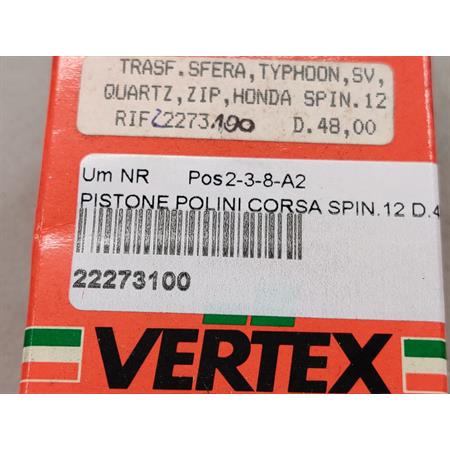 TRASF.SFERA,TYPHOON,SV,
QUARTZ,ZIP,HONDA SPIN.12
RIF.22273100 D.48,00
Um NR Pos2-3-8-A2
PISTONE POLINI CORSA SPIN.12 D.4
22273100
VERTEX